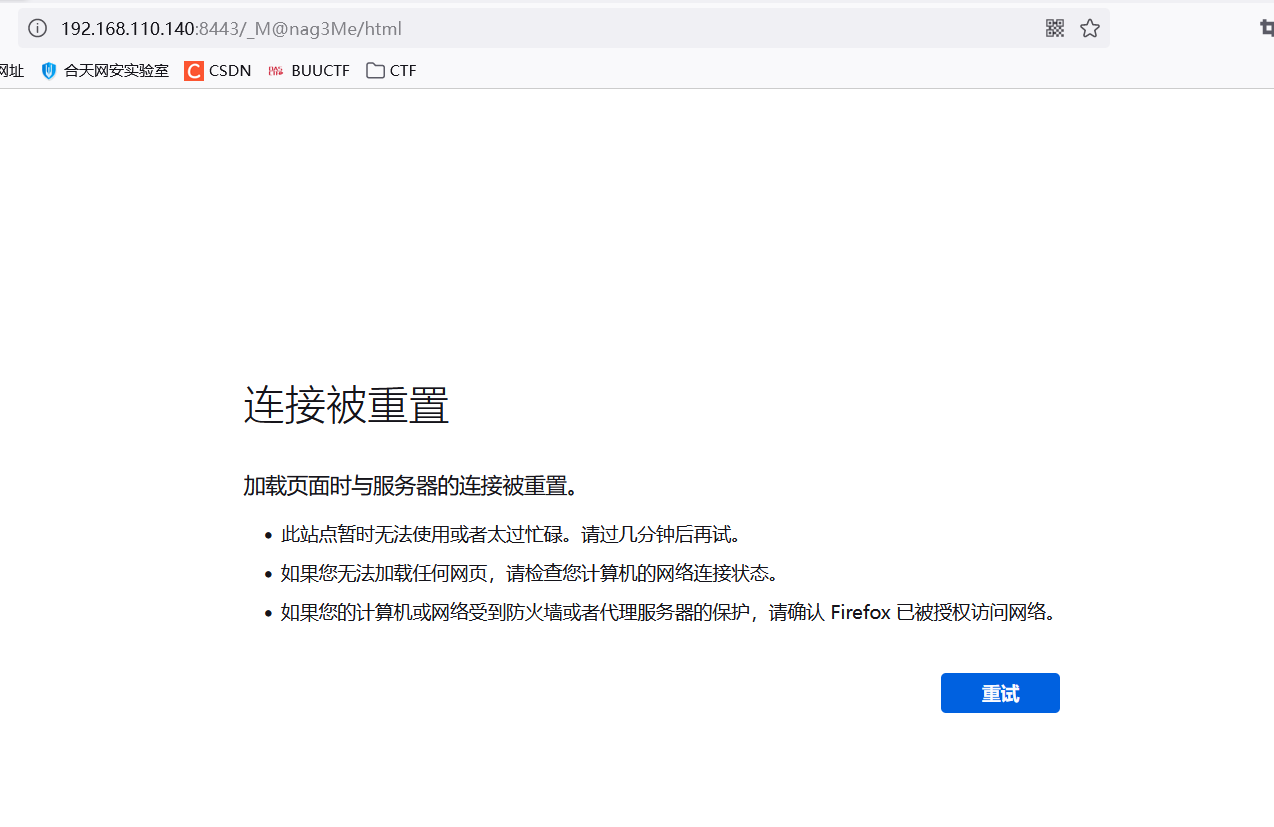 192.168.110.140:8443/_M@nag3Me/html
网址 合天网安实验室 CSDN BUUCTF CTF
连接被重置
加载页面时与服务器的连接被重置。
此站点暂时无法使用或者太过忙碌。请过几分钟后再试。
如果您无法加载任何网页，请检查您计算机的网络连接状态。
如果您的计算机或网络受到防火墙或者代理服务器的保护，请确认 Firefox 已被授权访问网络。
重试